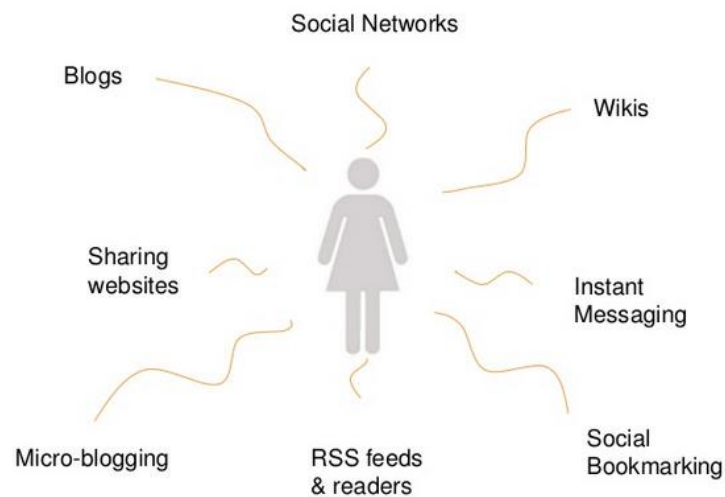 Social Networks
Blogs
Wikis
Sharing
websites
Instant
Messaging
Micro-blogging
RSS feeds
& readers
Social
Bookmarking